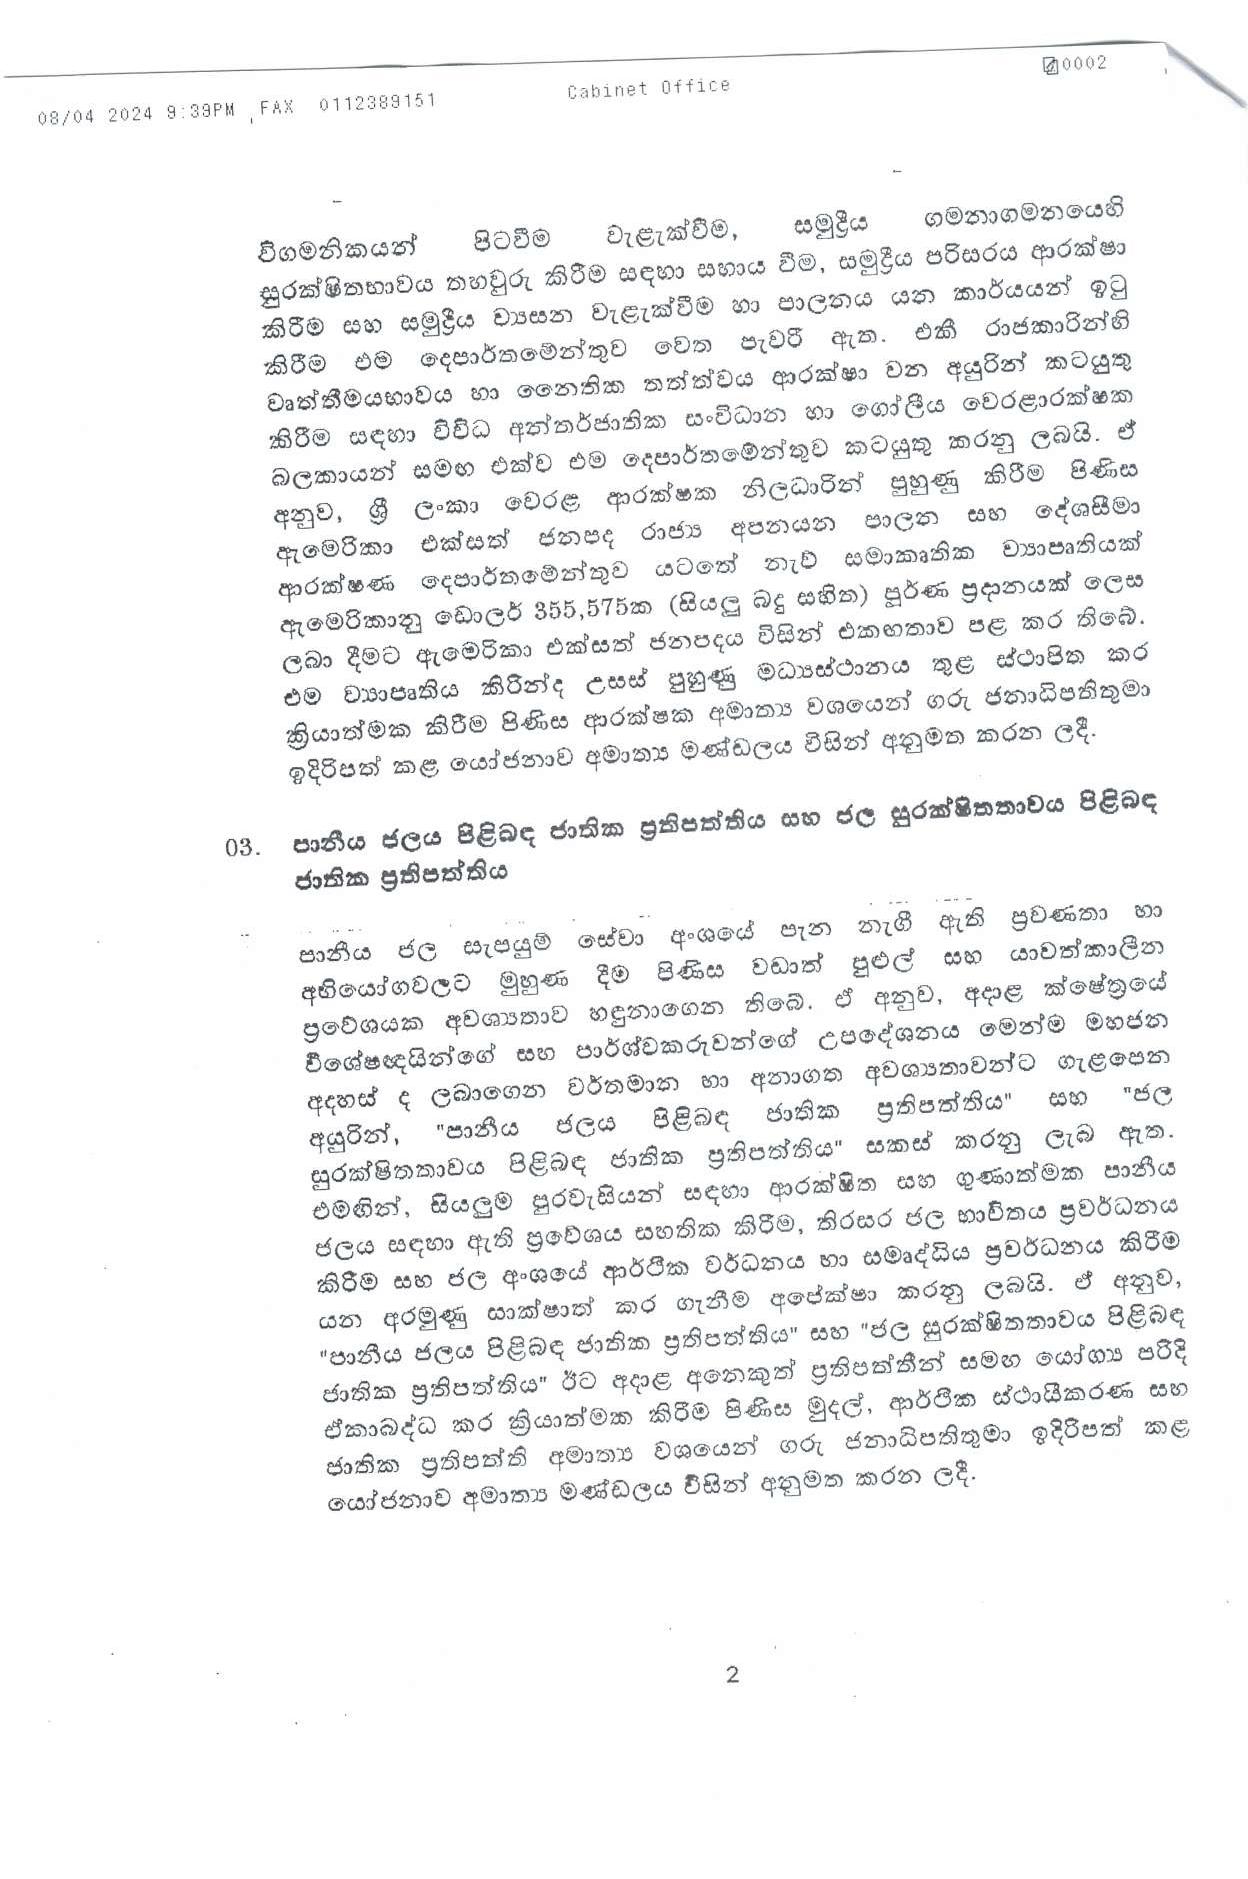 08/04 2024 9:39PM FAX 0112389151 Cabinet Office 0002
විගමනිකයන් පිටවීම වැළැක්වීම, සමුද්‍රීය ගමනාගමනයෙහි
සුරක්ෂිතභාවය තහවුරු කිරීම සඳහා සහාය වීම, සමුද්‍රීය පරිසරය ආරක්ෂා
කිරීම සහ සමුද්‍රීය ව්‍යසන වැළැක්වීම හා පාලනය යන කාර්යයන් ඉටු
කිරීම එම දෙපාර්තමේන්තුව වෙත පැවරී ඇත. එකී රාජකාරින්හි
වෘත්තීමයභාවය හා නෛතික තත්ත්වය ආරක්ෂා වන අයුරින් කටයුතු
කිරීම සඳහා විවිධ අන්තර්ජාතික සංවිධාන හා ගෝලීය වෙරළාරක්ෂක
බලකායන් සමඟ එක්ව එම දෙපාර්තමේන්තුව කටයුතු කරනු ලබයි. ඒ
අනුව, ශ්‍රී ලංකා වෙරළ ආරක්ෂක නිලධාරින් පුහුණු කිරීම පිණිස
ඇමෙරිකා එක්සත් ජනපද රාජ්‍ය අපනයන පාලන සහ දේශසීමා
ආරක්ෂණ දෙපාර්තමේන්තුව යටතේ නැව් සමාකෘතික ව්‍යාපෘතියක්
ඇමෙරිකානු ඩොලර් 355,575ක (සියලු බදු සහිත) පූර්ණ ප්‍රදානයක් ලෙස
ලබා දීමට ඇමෙරිකා එක්සත් ජනපදය විසින් එකඟතාව පළ කර තිබේ.
එම ව්‍යාපෘතිය කිරින්ද උසස් පුහුණු මධ්‍යස්ථානය තුළ ස්ථාපිත කර
ක්‍රියාත්මක කිරීම පිණිස ආරක්ෂක අමාත්‍ය වශයෙන් ගරු ජනාධිපතිතුමා
ඉදිරිපත් කළ යෝජනාව අමාත්‍ය මණ්ඩලය විසින් අනුමත කරන ලදී.
03. පානීය ජලය පිළිබඳ ජාතික ප්‍රතිපත්තිය සහ ජල සුරක්ෂිතතාවය පිළිබඳ
ජාතික ප්‍රතිපත්තිය
පානීය ජල සැපයුම් සේවා අංශයේ පැන නැගී ඇති ප්‍රවණතා හා
අභියෝගවලට මුහුණ දීම පිණිස වඩාත් පුළුල් සහ යාවත්කාලීන
ප්‍රවේශයක අවශ්‍යතාව හඳුනාගෙන තිබේ. ඒ අනුව, අදාළ ක්ෂේත්‍රයේ
විශේෂඥයින්ගේ සහ පාර්ශ්වකරුවන්ගේ උපදේශනය මෙන්ම මහජන
අදහස් ද ලබාගෙන වර්තමාන හා අනාගත අවශ්‍යතාවන්ට ගැළපෙන
අයුරින්, "පානීය ජලය පිළිබඳ ජාතික ප්‍රතිපත්තිය" සහ "ජල
සුරක්ෂිතතාවය පිළිබඳ ජාතික ප්‍රතිපත්තිය" සකස් කරනු ලැබ ඇත.
එමඟින්, සියලුම පුරවැසියන් සඳහා ආරක්ෂිත සහ ගුණාත්මක පානීය
ජලය සඳහා ඇති ප්‍රවේශය සහතික කිරීම, තිරසර ජල භාවිතය ප්‍රවර්ධනය
කිරීම සහ ජල අංශයේ ආර්ථික වර්ධනය හා සමෘද්ධිය ප්‍රවර්ධනය කිරීම
යන අරමුණු සාක්ෂාත් කර ගැනීම අපේක්ෂා කරනු ලබයි. ඒ අනුව,
"පානීය ජලය පිළිබඳ ජාතික ප්‍රතිපත්තිය" සහ "ජල සුරක්ෂිතතාවය පිළිබඳ
ජාතික ප්‍රතිපත්තිය" ඊට අදාළ අනෙකුත් ප්‍රතිපත්තීන් සමඟ යෝග්‍ය පරිදි
ඒකාබද්ධ කර ක්‍රියාත්මක කිරීම පිණිස මුදල්, ආර්ථික ස්ථායීකරණ සහ
ජාතික ප්‍රතිපත්ති අමාත්‍ය වශයෙන් ගරු ජනාධිපතිතුමා ඉදිරිපත් කළ
යෝජනාව අමාත්‍ය මණ්ඩලය විසින් අනුමත කරන ලදී.
2